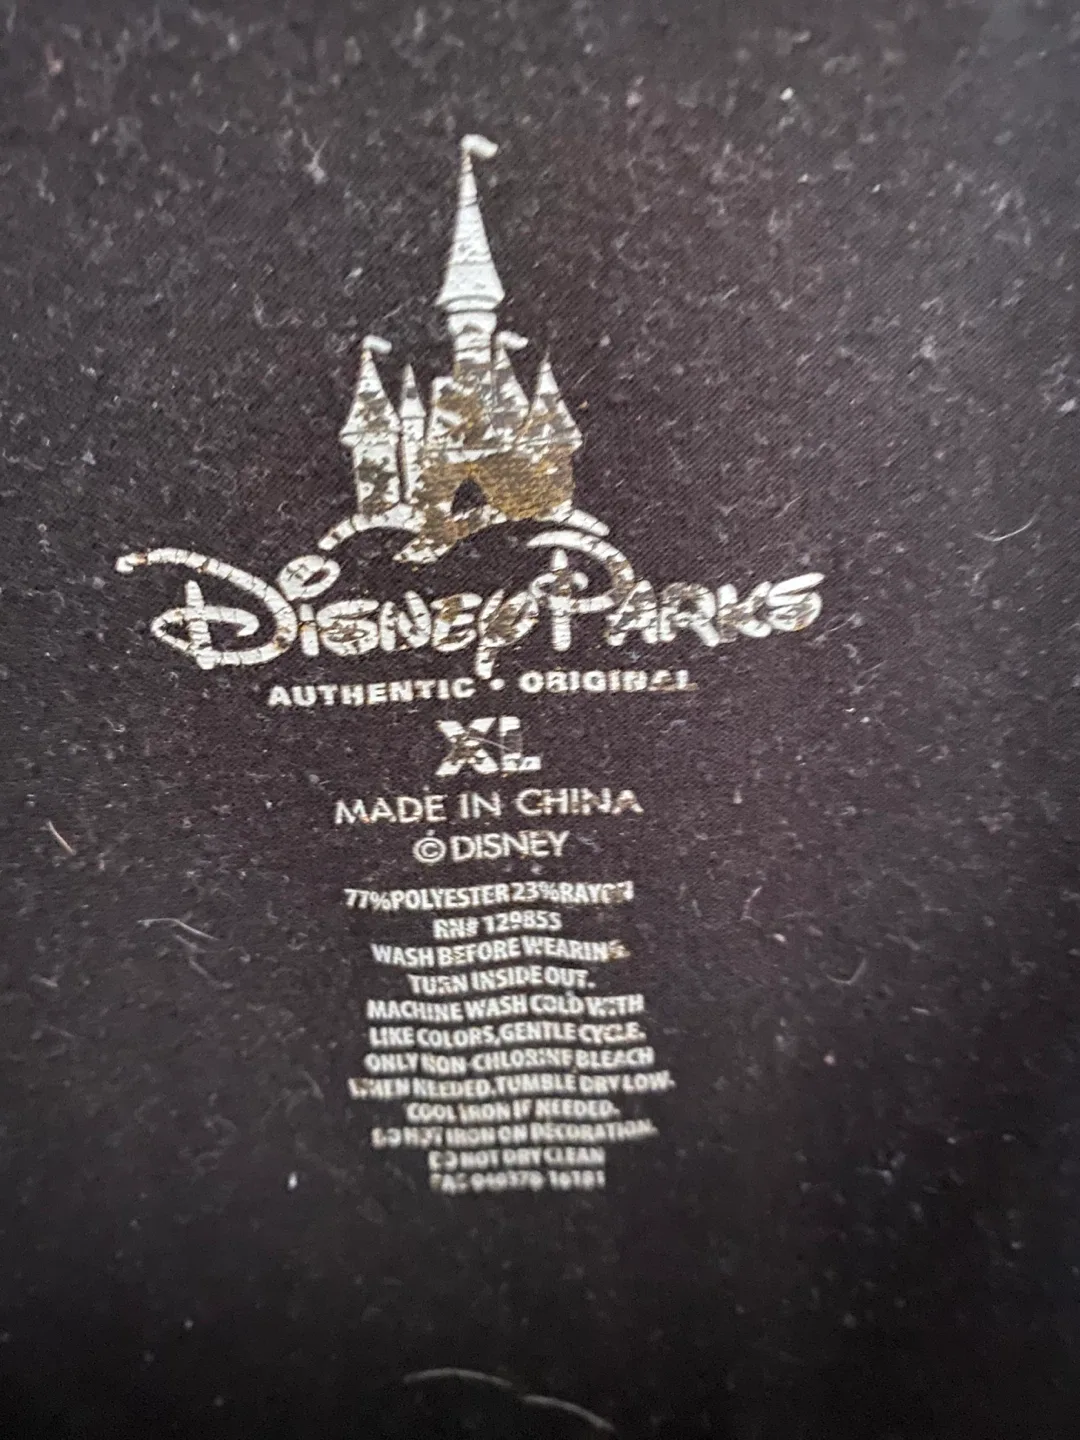 Disney Parks
AUTHENTIC • ORIGINAL
XL
MADE IN CHINA
©DISNEY
77%POLYESTER 23%RAYON
RN# 129855
WASH BEFORE WEARING.
TURN INSIDE OUT.
MACHINE WASH COLD WITH
LIKE COLORS, GENTLE CYCLE.
ONLY NON-CHLORINE BLEACH
WHEN NEEDED. TUMBLE DRY LOW.
COOL IRON IF NEEDED.
DO NOT IRON ON DECORATION.
DO NOT DRY CLEAN